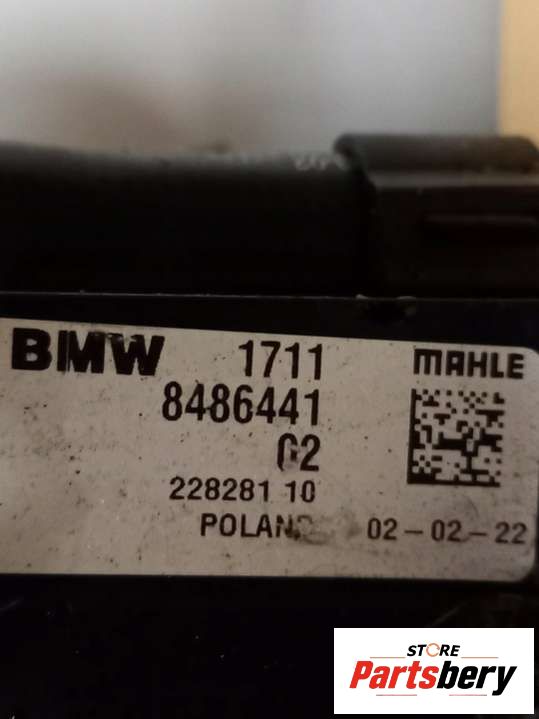 BMW 1711 MAHLE
8486441
02
228281 10
POLAND 02-02-22
STORE
Partsbery